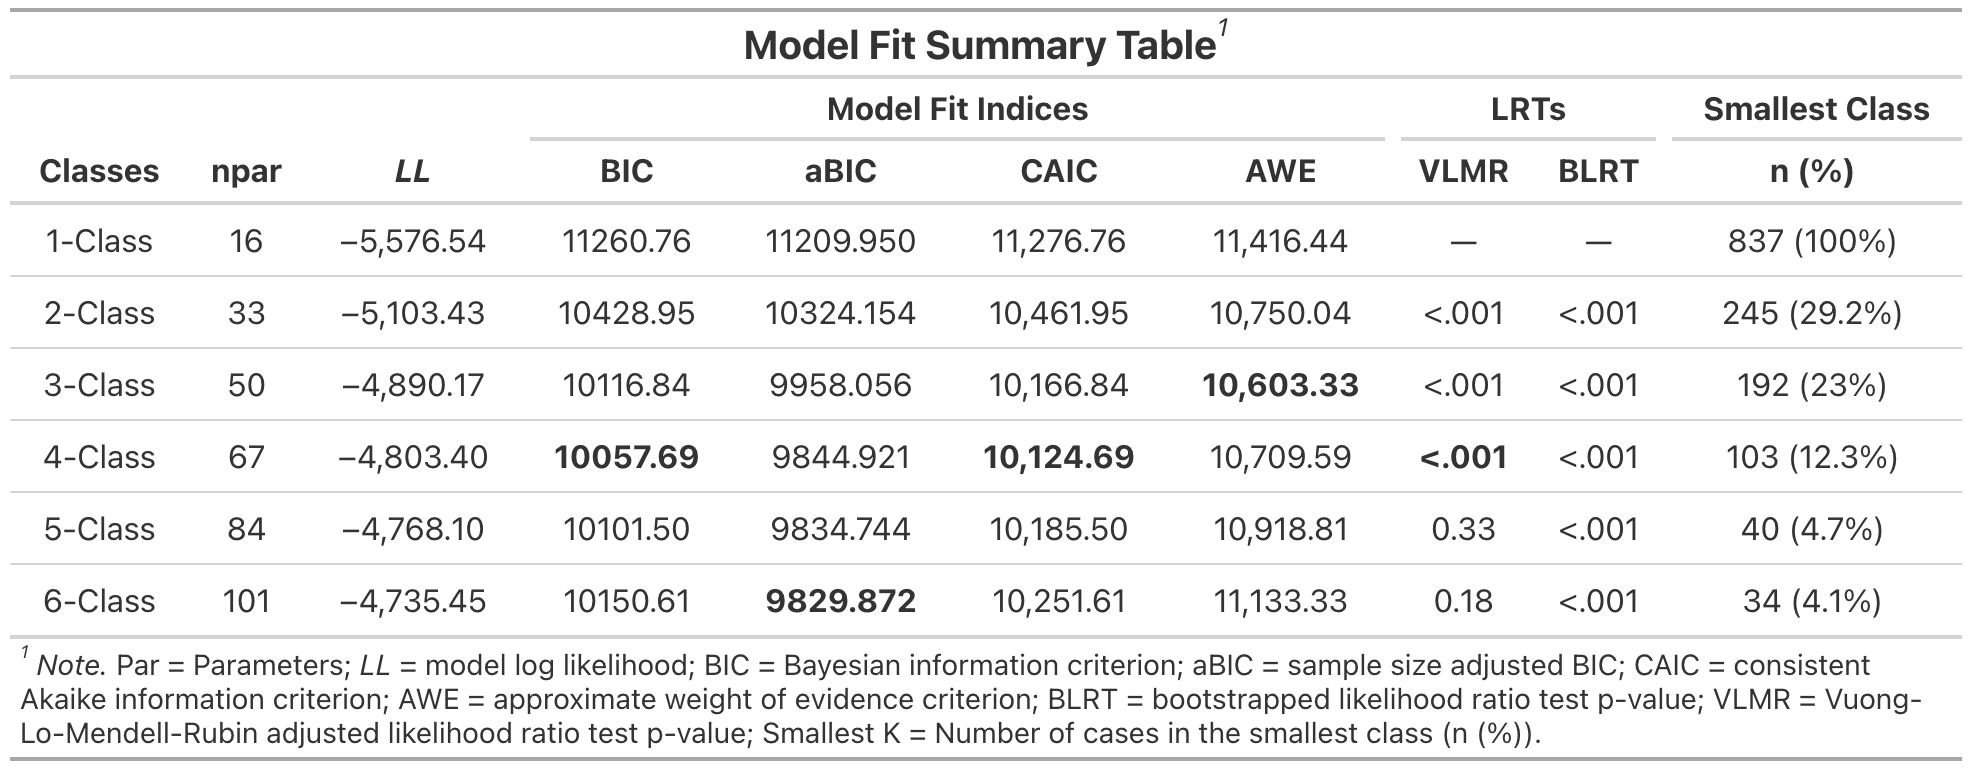 Model Fit Summary Table1
Model Fit Indices LRTs Smallest Class
Classes npar LL BIC aBIC CAIC AWE VLMR BLRT n (%)
1-Class 16 −5,576.54 11260.76 11209.950 11,276.76 11,416.44 — — 837 (100%)
2-Class 33 −5,103.43 10428.95 10324.154 10,461.95 10,750.04 <.001 <.001 245 (29.2%)
3-Class 50 −4,890.17 10116.84 9958.056 10,166.84 10,603.33 <.001 <.001 192 (23%)
4-Class 67 −4,803.40 10057.69 9844.921 10,124.69 10,709.59 <.001 <.001 103 (12.3%)
5-Class 84 −4,768.10 10101.50 9834.744 10,185.50 10,918.81 0.33 <.001 40 (4.7%)
6-Class 101 −4,735.45 10150.61 9829.872 10,251.61 11,133.33 0.18 <.001 34 (4.1%)
1 Note. Par = Parameters; LL = model log likelihood; BIC = Bayesian information criterion; aBIC = sample size adjusted BIC; CAIC = consistent
Akaike information criterion; AWE = approximate weight of evidence criterion; BLRT = bootstrapped likelihood ratio test p-value; VLMR = Vuong-
Lo-Mendell-Rubin adjusted likelihood ratio test p-value; Smallest K = Number of cases in the smallest class (n (%)).